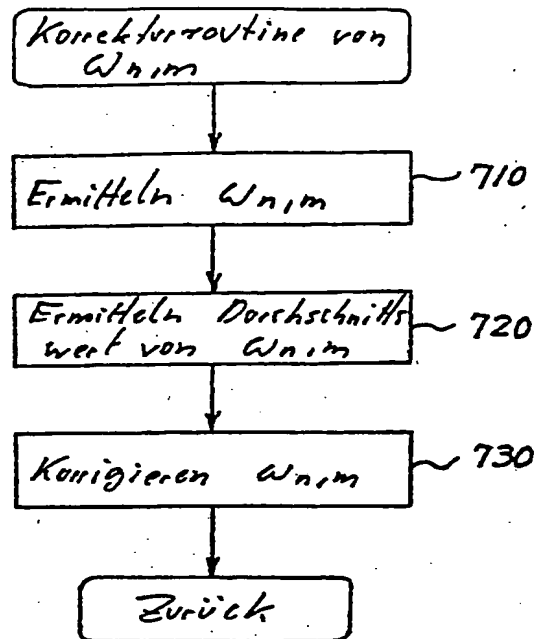 Korrekturroutine von
ωn,m
Ermitteln ωn,m
710
Ermitteln Durchschnitts
wert von ωn,m
720
Korrigieren ωn,m
730
Zurück